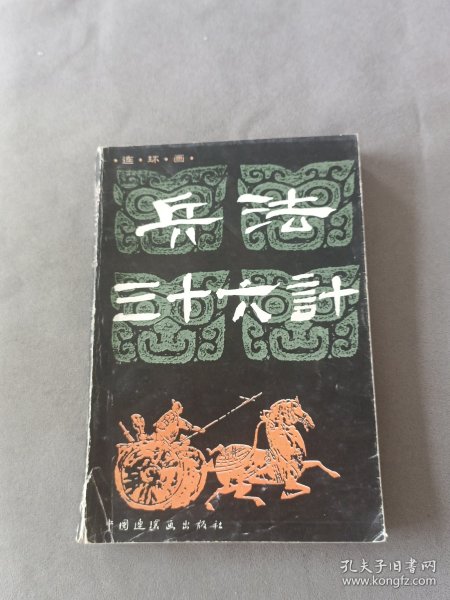 ·连·环·画·
兵法
三十六計
中国连环画出版社
孔夫子旧书网
www.kongfz.com